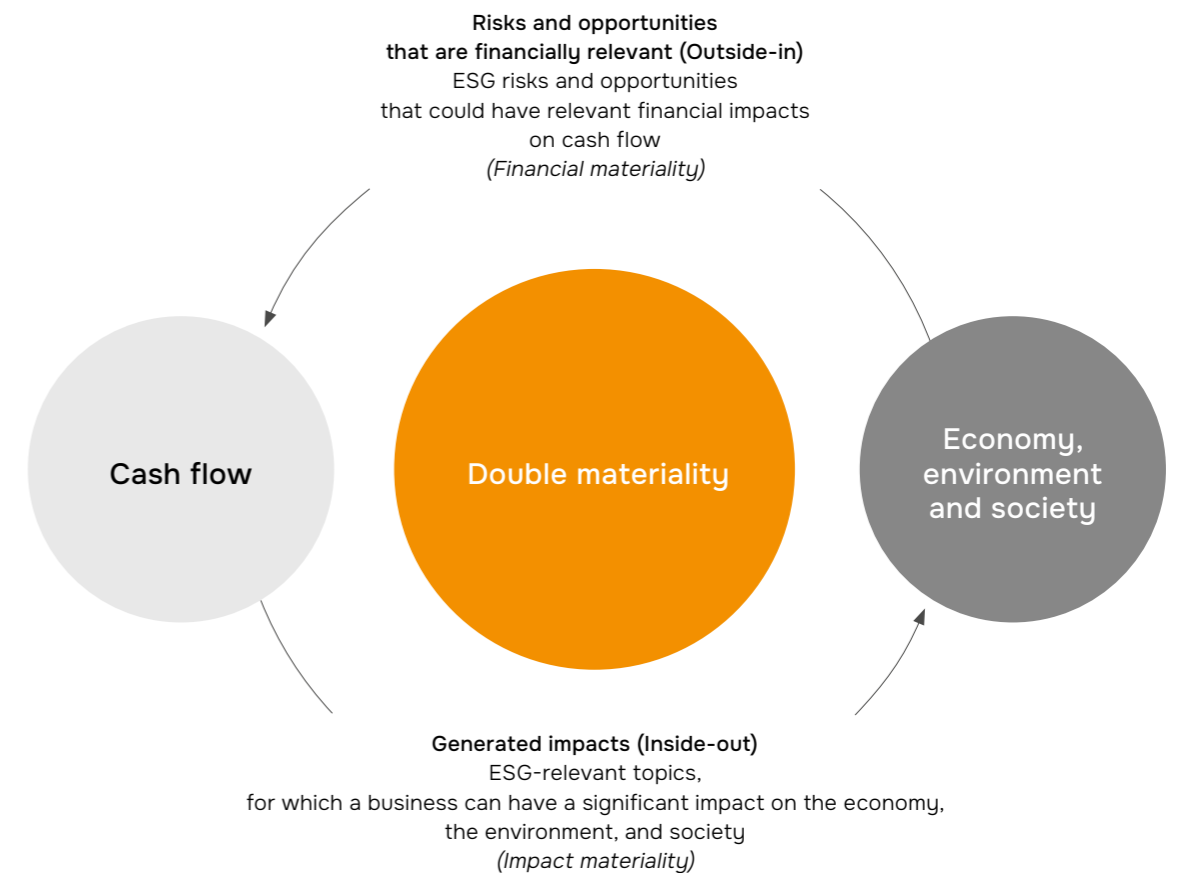 Risks and opportunities
that are financially relevant (Outside-in)
ESG risks and opportunities
that could have relevant financial impacts
on cash flow
(Financial materiality)
Cash flow
Double materiality
Economy,
environment
and society
Generated impacts (Inside-out)
ESG-relevant topics,
for which a business can have a significant impact on the economy,
the environment, and society
(Impact materiality)